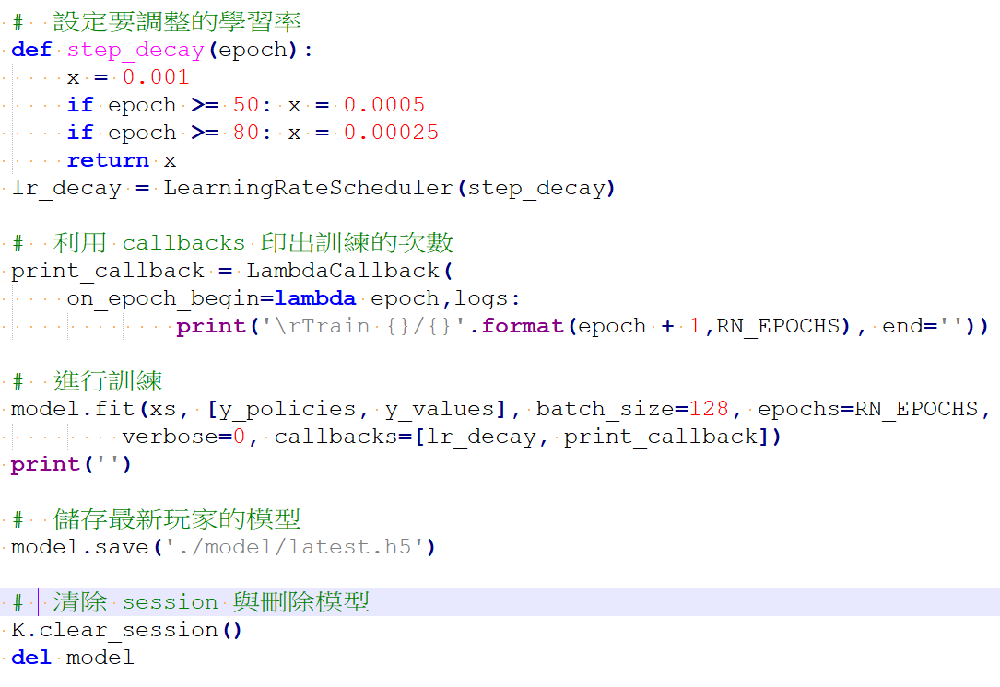 #  設定要調整的學習率
def step_decay(epoch):
    x = 0.001
    if epoch >= 50: x = 0.0005
    if epoch >= 80: x = 0.00025
    return x
lr_decay = LearningRateScheduler(step_decay)
#  利用 callbacks 印出訓練的次數
print_callback = LambdaCallback(
    on_epoch_begin=lambda epoch,logs:
            print('\rTrain {}/{}'.format(epoch + 1,RN_EPOCHS), end=''))
#  進行訓練
model.fit(xs, [y_policies, y_values], batch_size=128, epochs=RN_EPOCHS,
        verbose=0, callbacks=[lr_decay, print_callback])
print('')
#  儲存最新玩家的模型
model.save('./model/latest.h5')
#  清除 session 與刪除模型
K.clear_session()
del model